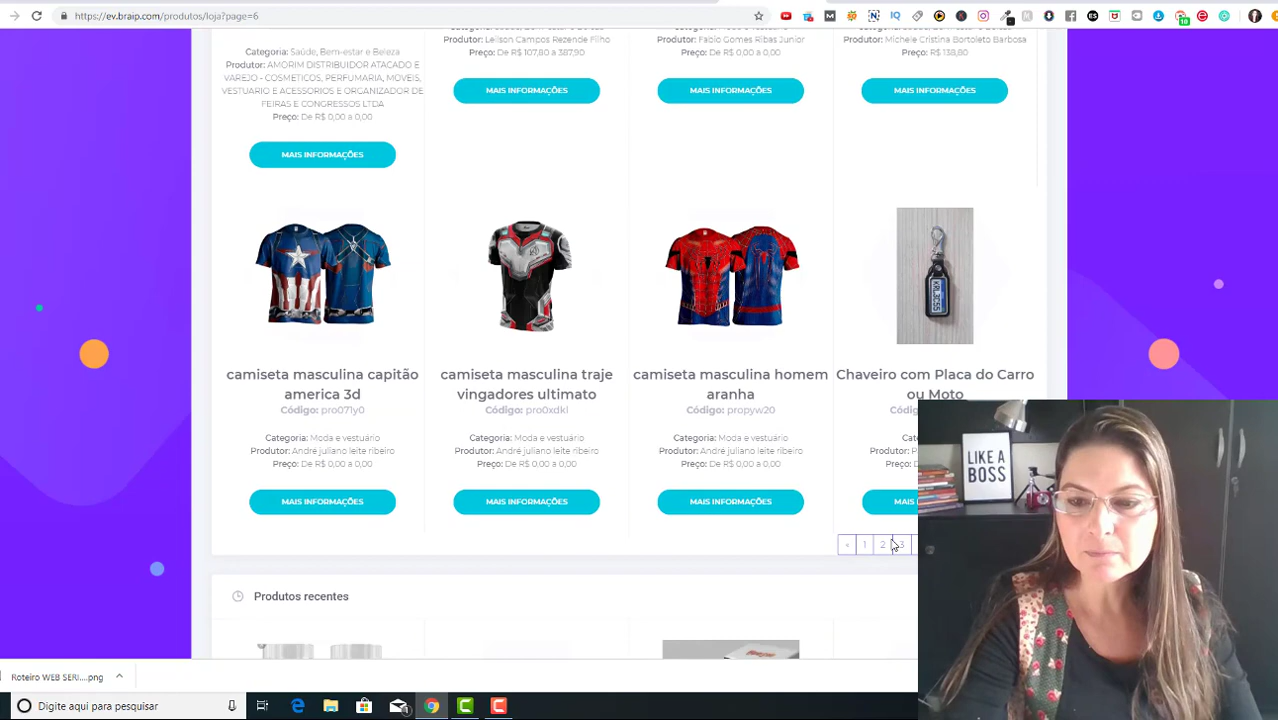 https://ev.braip.com/produtos/loja?page=6
Categoria: Saúde, Bem-estar e Beleza
Produtor: AMORIM DISTRIBUIDOR ATACADO E
VAREJO - COSMETICOS, PERFUMARIA, MOVEIS,
VESTUARIO E ACESSORIOS E ORGANIZADOR DE
FEIRAS E CONGRESSOS LTDA
Preço: De R$ 0,00 a 0,00
MAIS INFORMAÇÕES
Produtor: Leilson Campos Rezende Filho
Preço: De R$ 107,80 a 387,90
MAIS INFORMAÇÕES
Produtor: Fabio Gomes Ribas Junior
Preço: De R$ 0,00 a 0,00
MAIS INFORMAÇÕES
Produtor: Michele Cristina Bortoleto Barbosa
Preço: R$ 138,80
MAIS INFORMAÇÕES
camiseta masculina capitão
america 3d
Código: pro071y0
Categoria: Moda e vestuário
Produtor: André juliano leite ribeiro
Preço: De R$ 0,00 a 0,00
MAIS INFORMAÇÕES
camiseta masculina traje
vingadores ultimato
Código: pro0xdkl
Categoria: Moda e vestuário
Produtor: André juliano leite ribeiro
Preço: De R$ 0,00 a 0,00
MAIS INFORMAÇÕES
camiseta masculina homem
aranha
Código: propyw20
Categoria: Moda e vestuário
Produtor: André juliano leite ribeiro
Preço: De R$ 0,00 a 0,00
MAIS INFORMAÇÕES
Chaveiro com Placa do Carro
ou Moto
MAIS
« 1 2 3
LIKE A
BOSS
Produtos recentes
Roteiro WEB SERI....png
Digite aqui para pesquisar